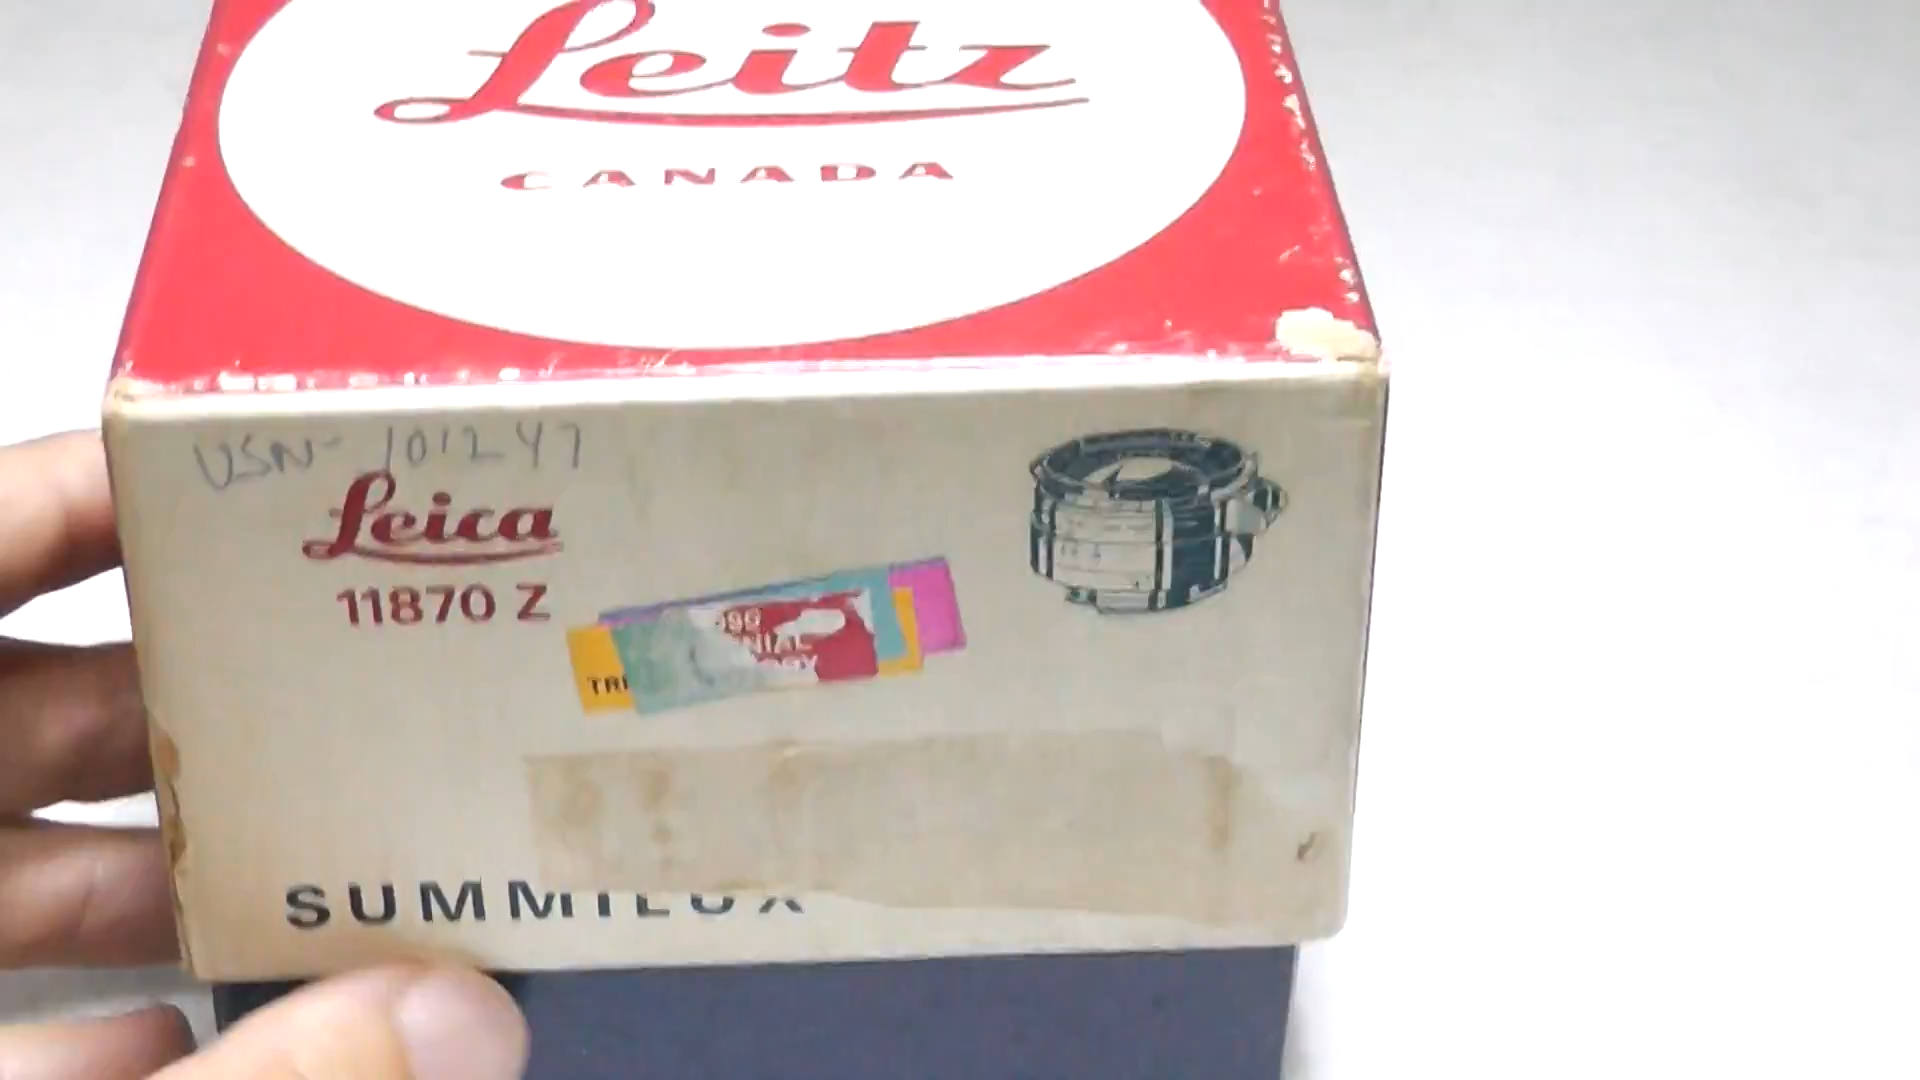 Leitz
CANADA
USN- 101247
Leica
11870 Z
SUMMILUX